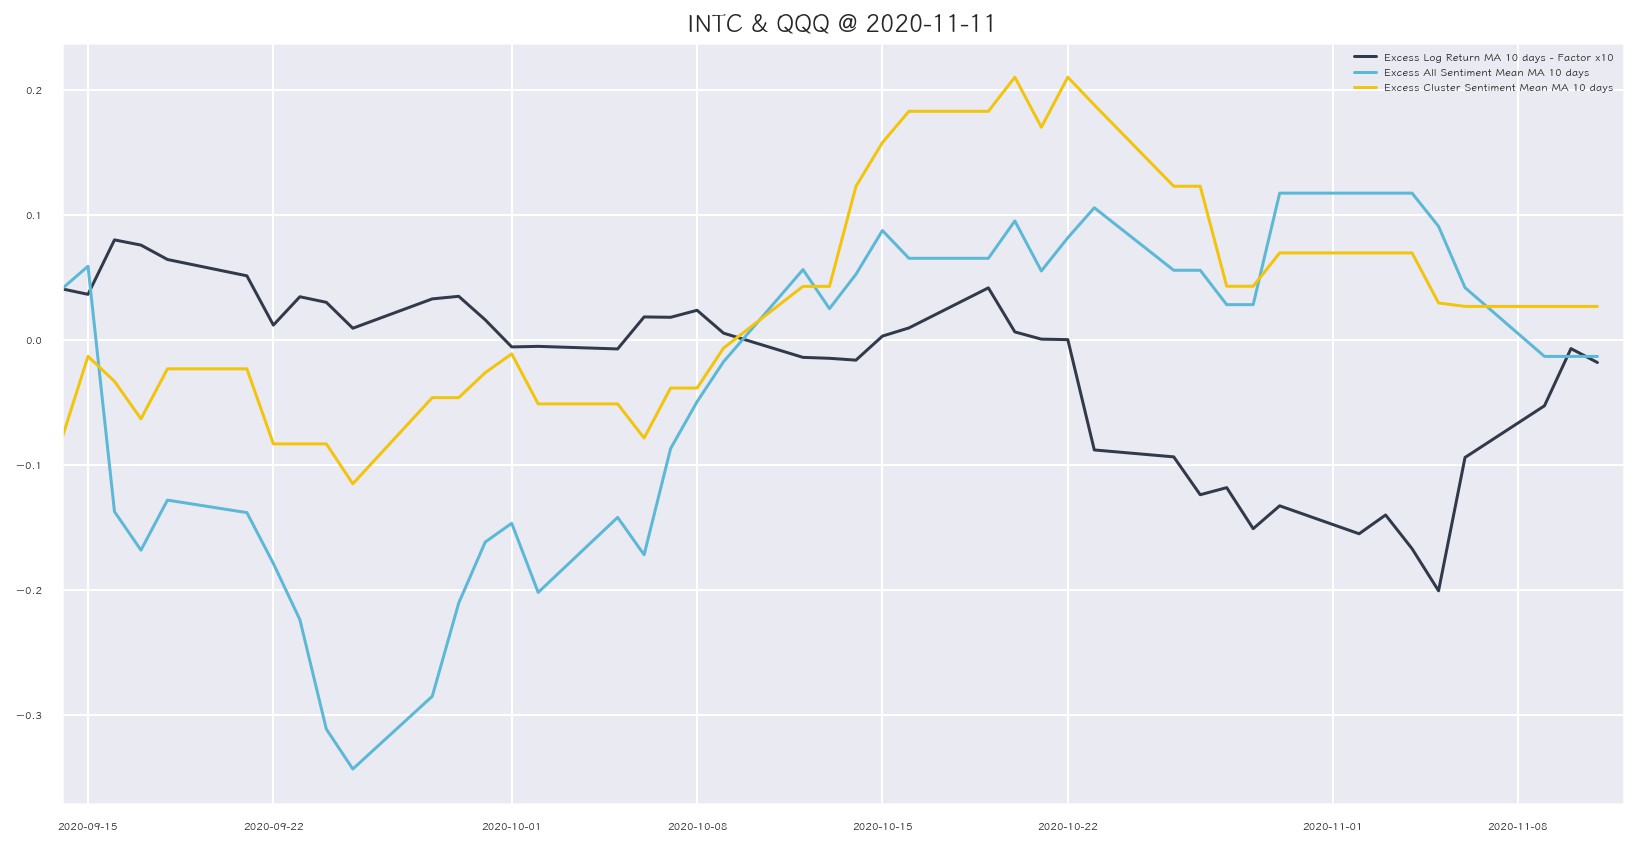 INTC & QQQ @ 2020-11-11
Excess Log Return MA 10 days - Factor x10
Excess All Sentiment Mean MA 10 days
Excess Cluster Sentiment Mean MA 10 days
0.2
0.1
0.0
−0.1
−0.2
−0.3
2020-09-15 2020-09-22 2020-10-01 2020-10-08 2020-10-15 2020-10-22 2020-11-01 2020-11-08